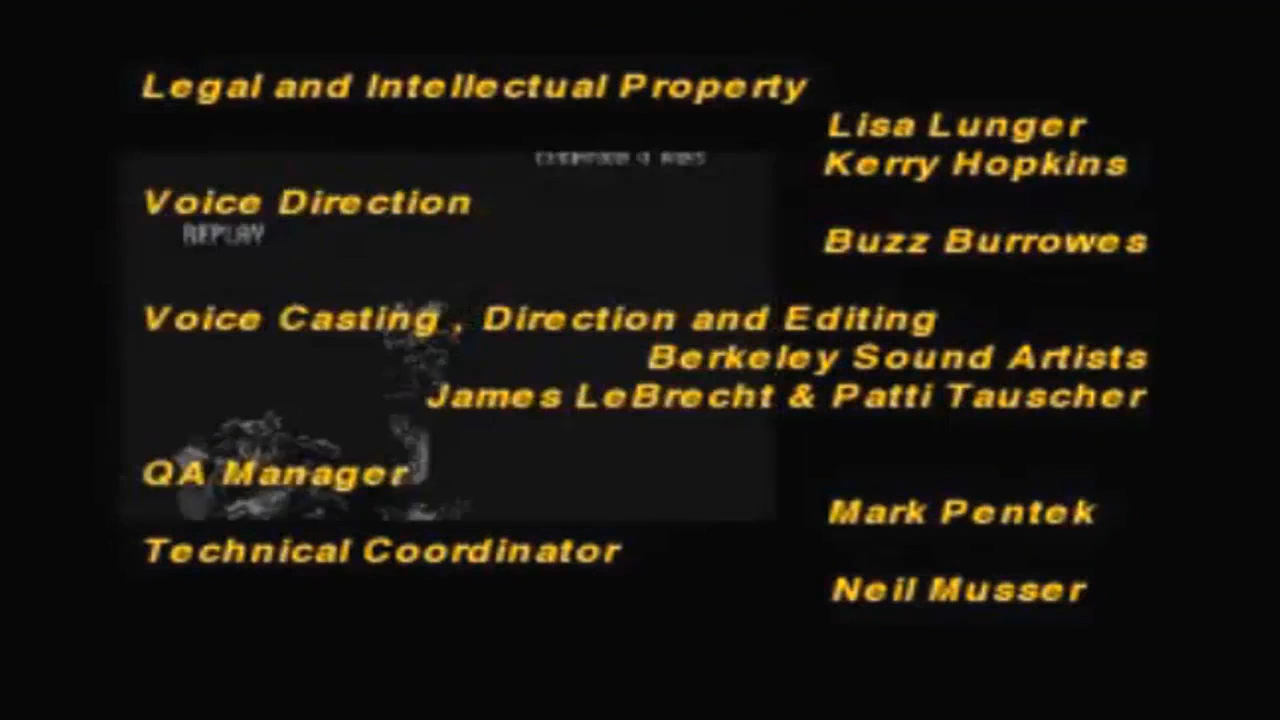 Legal and Intellectual Property
Lisa Lunger
Kerry Hopkins
Voice Direction
REPLAY
Buzz Burrowes
Voice Casting , Direction and Editing
Berkeley Sound Artists
James LeBrecht & Patti Tauscher
QA Manager
Mark Pentek
Technical Coordinator
Neil Musser